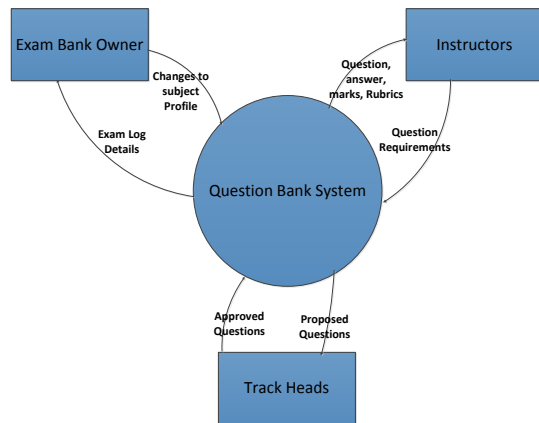 Exam Bank Owner
Changes to
subject
Profile
Exam Log
Details
Question,
answer,
marks, Rubrics
Instructors
Question
Requirements
Question Bank System
Approved
Questions
Proposed
Questions
Track Heads